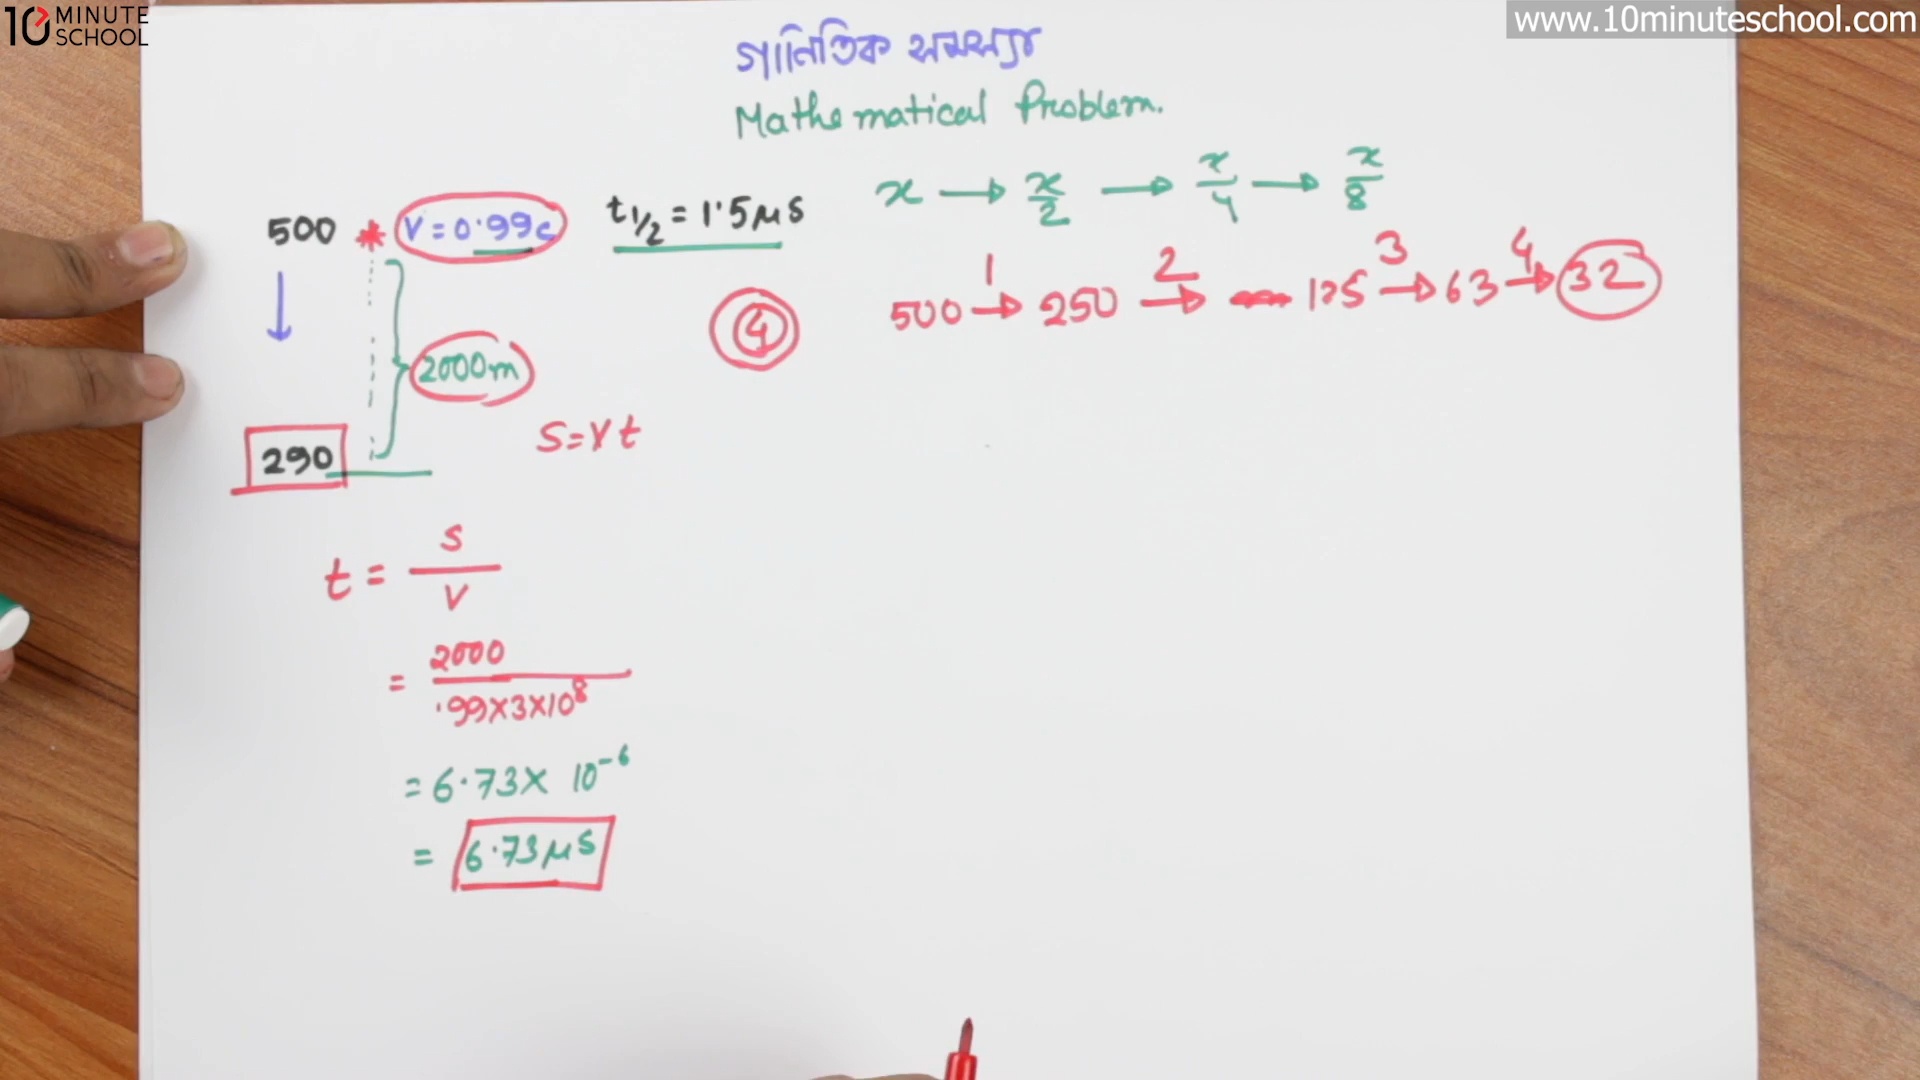 10 MINUTE SCHOOL
www.10minuteschool.com
গানিতিক সমস্যা
Mathematical Problem.
x → x/2 → x/4 → x/8
500 * V = 0.99c t1/2 = 1.5μs
500 1→ 250 2→ 125 3→ 63 4→ 32
4
2000m
S = vt
290
t = s/v
= 2000/.99×3×10⁸
= 6.73× 10⁻⁶
= 6.73μs